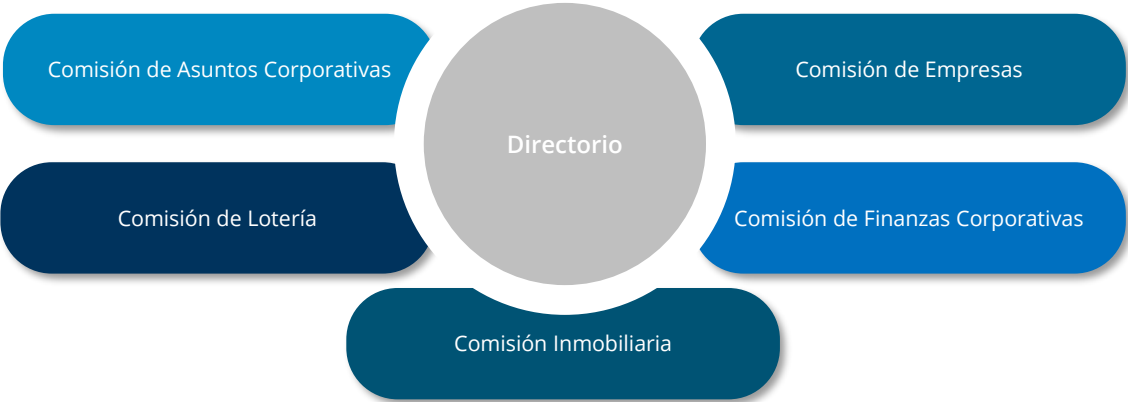 Comisión de Asuntos Corporativas
Comisión de Empresas
Directorio
Comisión de Lotería
Comisión de Finanzas Corporativas
Comisión Inmobiliaria